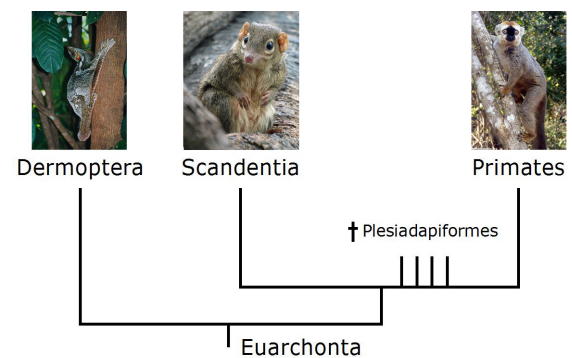 Dermoptera
Scandentia
Primates
† Plesiadapiformes
Euarchonta